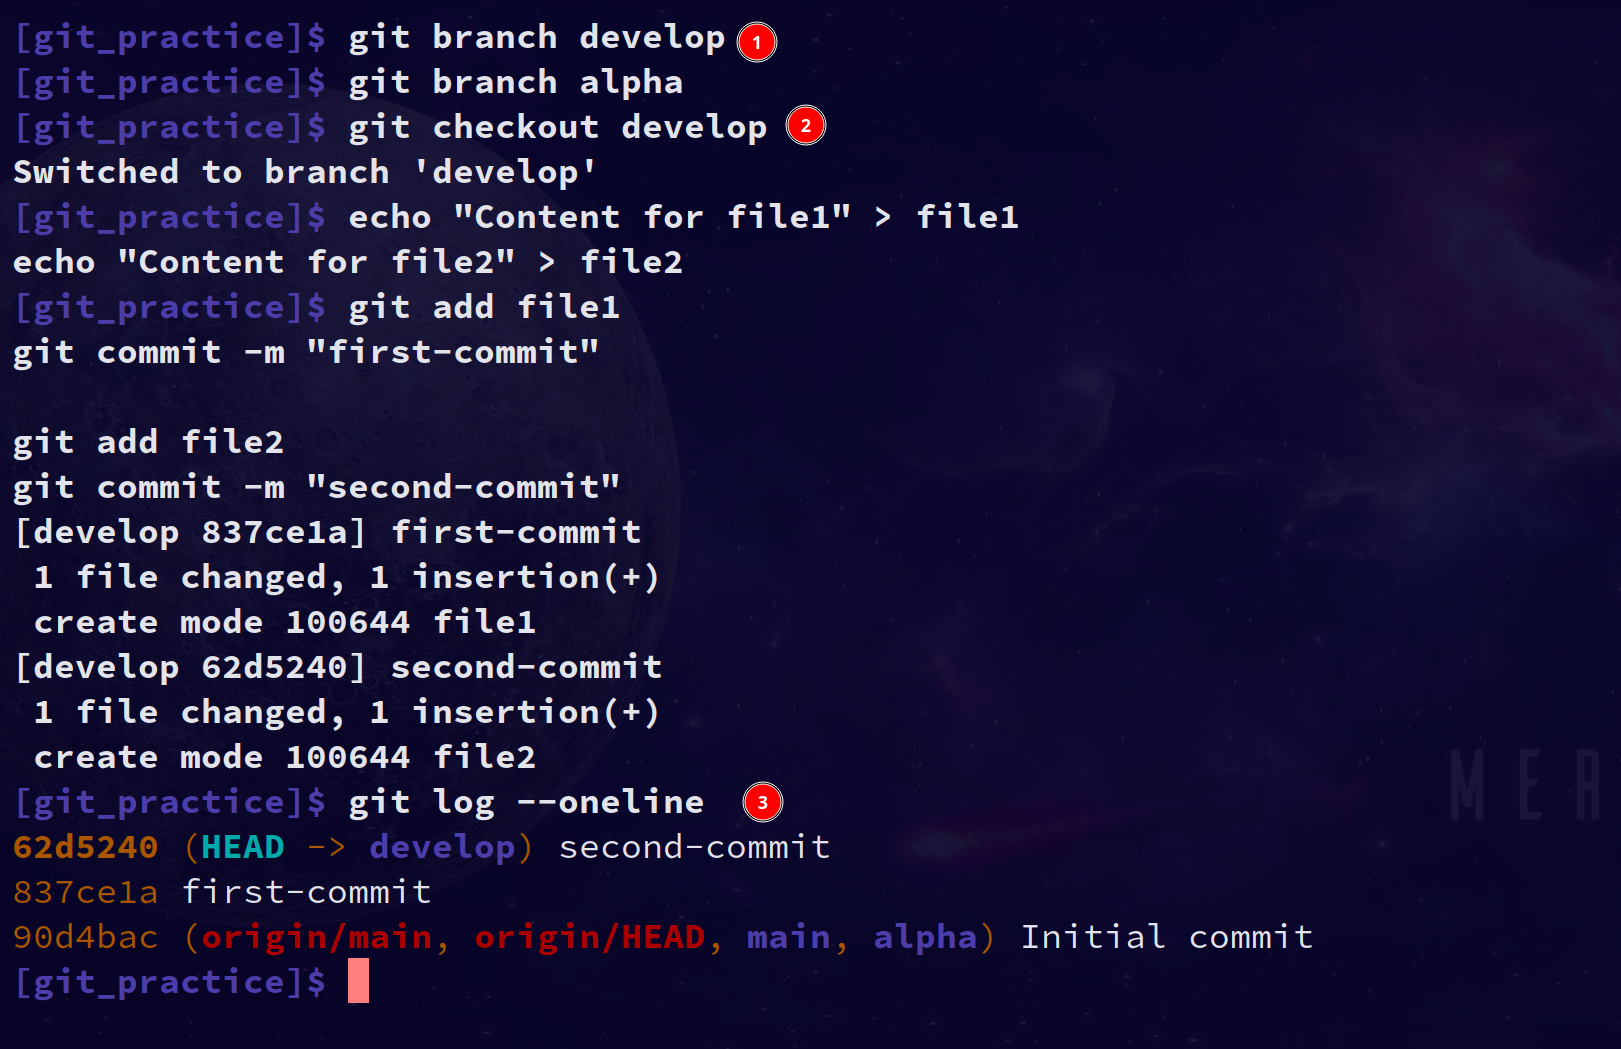 [git_practice]$ git branch develop 1
[git_practice]$ git branch alpha
[git_practice]$ git checkout develop 2
Switched to branch 'develop'
[git_practice]$ echo "Content for file1" > file1
echo "Content for file2" > file2
[git_practice]$ git add file1
git commit -m "first-commit"

git add file2
git commit -m "second-commit"
[develop 837ce1a] first-commit
 1 file changed, 1 insertion(+)
 create mode 100644 file1
[develop 62d5240] second-commit
 1 file changed, 1 insertion(+)
 create mode 100644 file2
MER
[git_practice]$ git log --oneline 3
62d5240 (HEAD -> develop) second-commit
837ce1a first-commit
90d4bac (origin/main, origin/HEAD, main, alpha) Initial commit
[git_practice]$